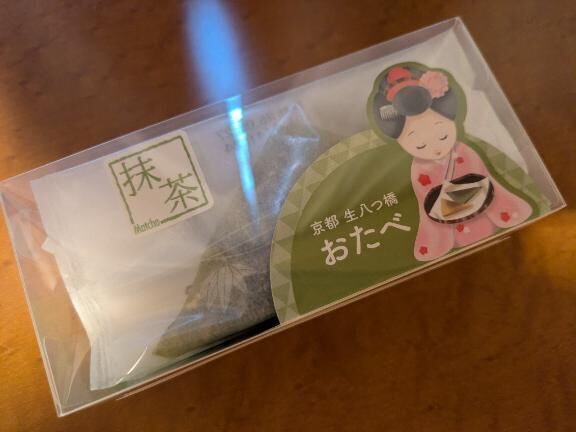 抹茶
Matcha
京都 生八つ橋
おたべ